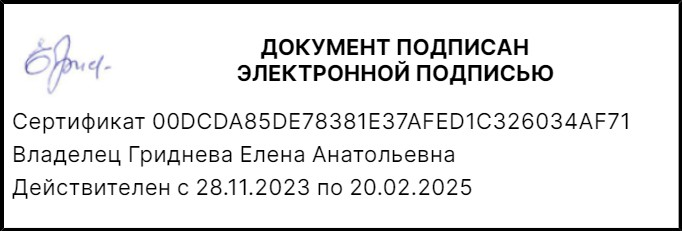 ДОКУМЕНТ ПОДПИСАН
ЭЛЕКТРОННОЙ ПОДПИСЬЮ
Сертификат 00DCDA85DE78381E37AFED1C326034AF71
Владелец Гриднева Елена Анатольевна
Действителен с 28.11.2023 по 20.02.2025